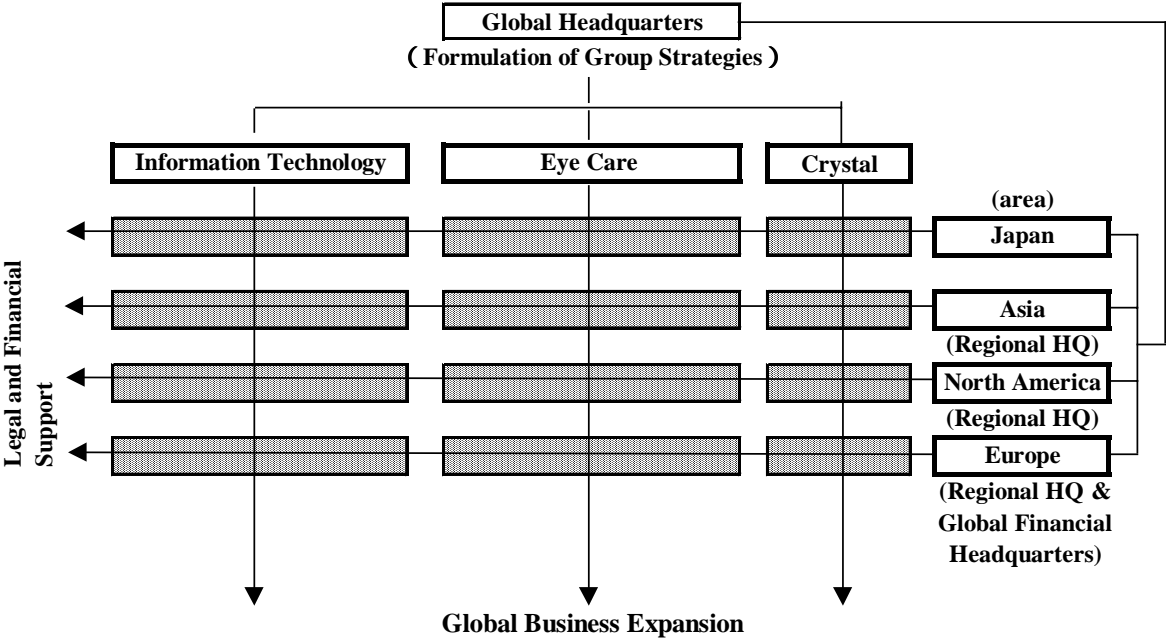 Global Headquarters
( Formulation of Group Strategies )
Information Technology
Eye Care
Crystal
(area)
Japan
Asia
(Regional HQ)
North America
(Regional HQ)
Europe
(Regional HQ &
Global Financial
Headquarters)
Legal and Financial
Support
Global Business Expansion